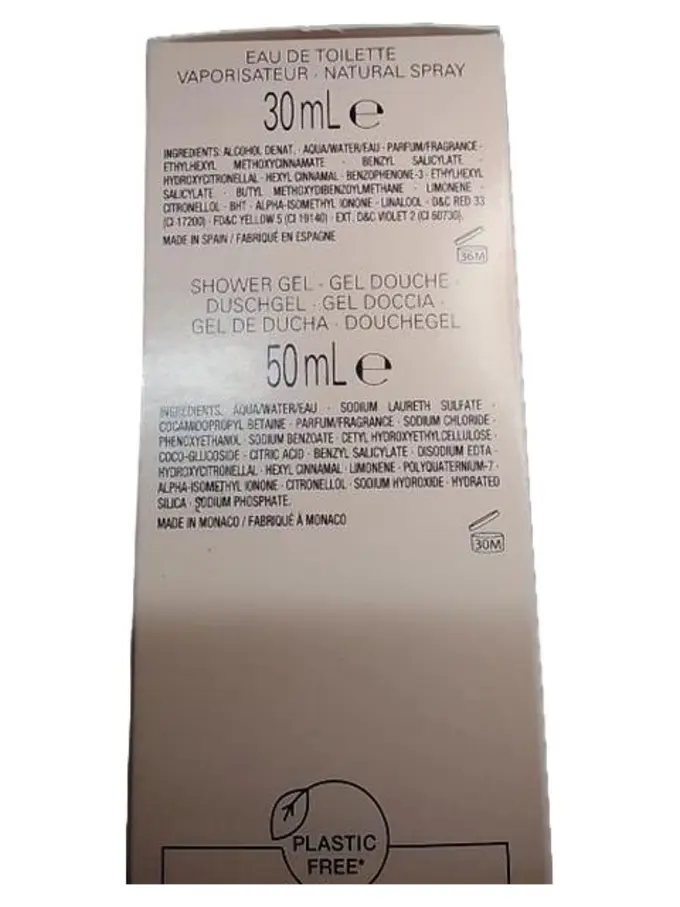 EAU DE TOILETTE
VAPORISATEUR · NATURAL SPRAY
30 mL ℮
INGREDIENTS: ALCOHOL DENAT. · AQUA/WATER/EAU · PARFUM/FRAGRANCE ·
ETHYLHEXYL METHOXYCINNAMATE · BENZYL SALICYLATE ·
HYDROXYCITRONELLAL · HEXYL CINNAMAL · BENZOPHENONE-3 · ETHYLHEXYL
SALICYLATE · BUTYL METHOXYDIBENZOYLMETHANE · LIMONENE ·
CITRONELLOL · BHT · ALPHA-ISOMETHYL IONONE · LINALOOL · D&C RED 33
(CI 17200) · FD&C YELLOW 5 (CI 19140) · EXT. D&C VIOLET 2 (CI 60730).
MADE IN SPAIN / FABRIQUÉ EN ESPAGNE
36M
SHOWER GEL · GEL DOUCHE ·
DUSCHGEL · GEL DOCCIA ·
GEL DE DUCHA · DOUCHEGEL
50 mL ℮
INGREDIENTS: AQUA/WATER/EAU · SODIUM LAURETH SULFATE ·
COCAMIDOPROPYL BETAINE · PARFUM/FRAGRANCE · SODIUM CHLORIDE ·
PHENOXYETHANOL · SODIUM BENZOATE · CETYL HYDROXYETHYLCELLULOSE ·
COCO-GLUCOSIDE · CITRIC ACID · BENZYL SALICYLATE · DISODIUM EDTA ·
HYDROXYCITRONELLAL · HEXYL CINNAMAL · LIMONENE · POLYQUATERNIUM-7 ·
ALPHA-ISOMETHYL IONONE · CITRONELLOL · SODIUM HYDROXIDE · HYDRATED
SILICA · SODIUM PHOSPHATE.
MADE IN MONACO / FABRIQUÉ À MONACO
30M
PLASTIC
FREE*